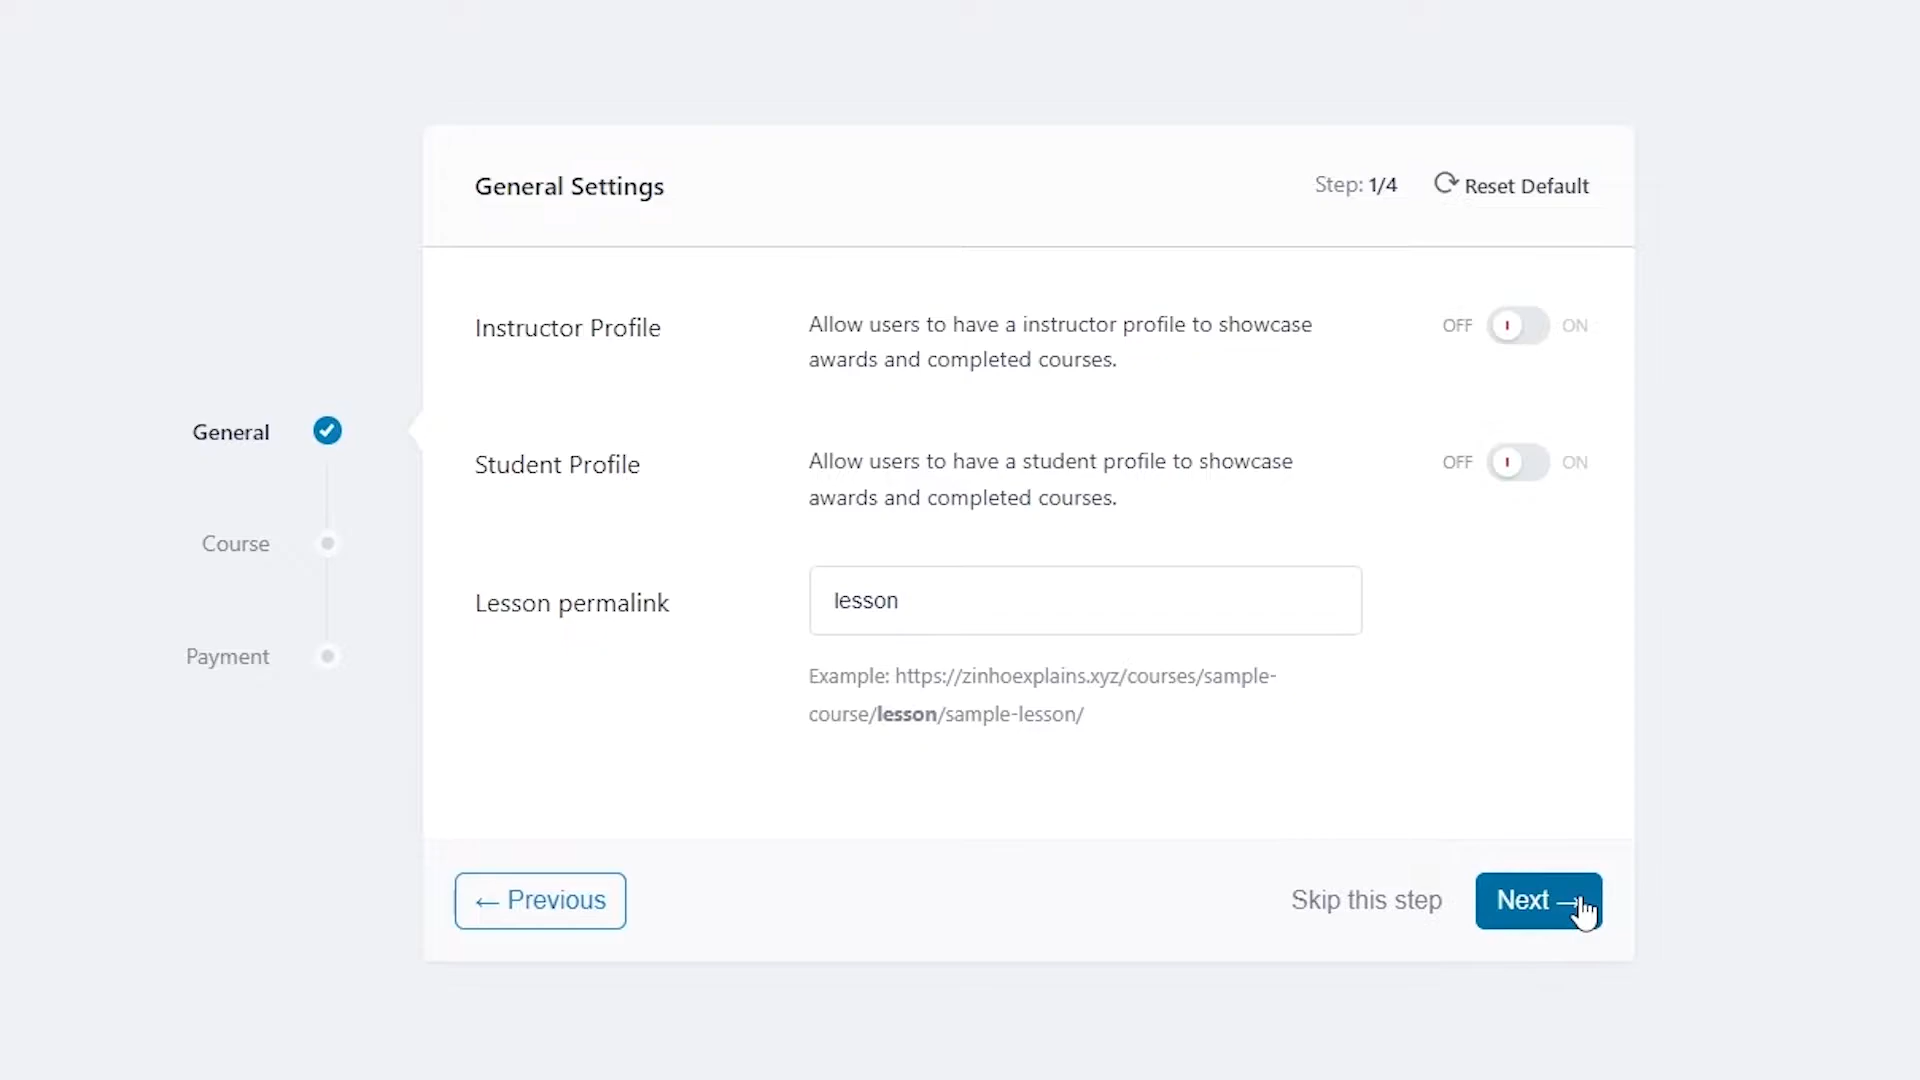 General Settings
Step: 1/4
Reset Default
Instructor Profile
Allow users to have a instructor profile to showcase
awards and completed courses.
OFF
ON
General
Student Profile
Allow users to have a student profile to showcase
awards and completed courses.
OFF
ON
Course
Lesson permalink
lesson
Payment
Example: https://zinhoexplains.xyz/courses/sample-
course/lesson/sample-lesson/
← Previous
Skip this step
Next →